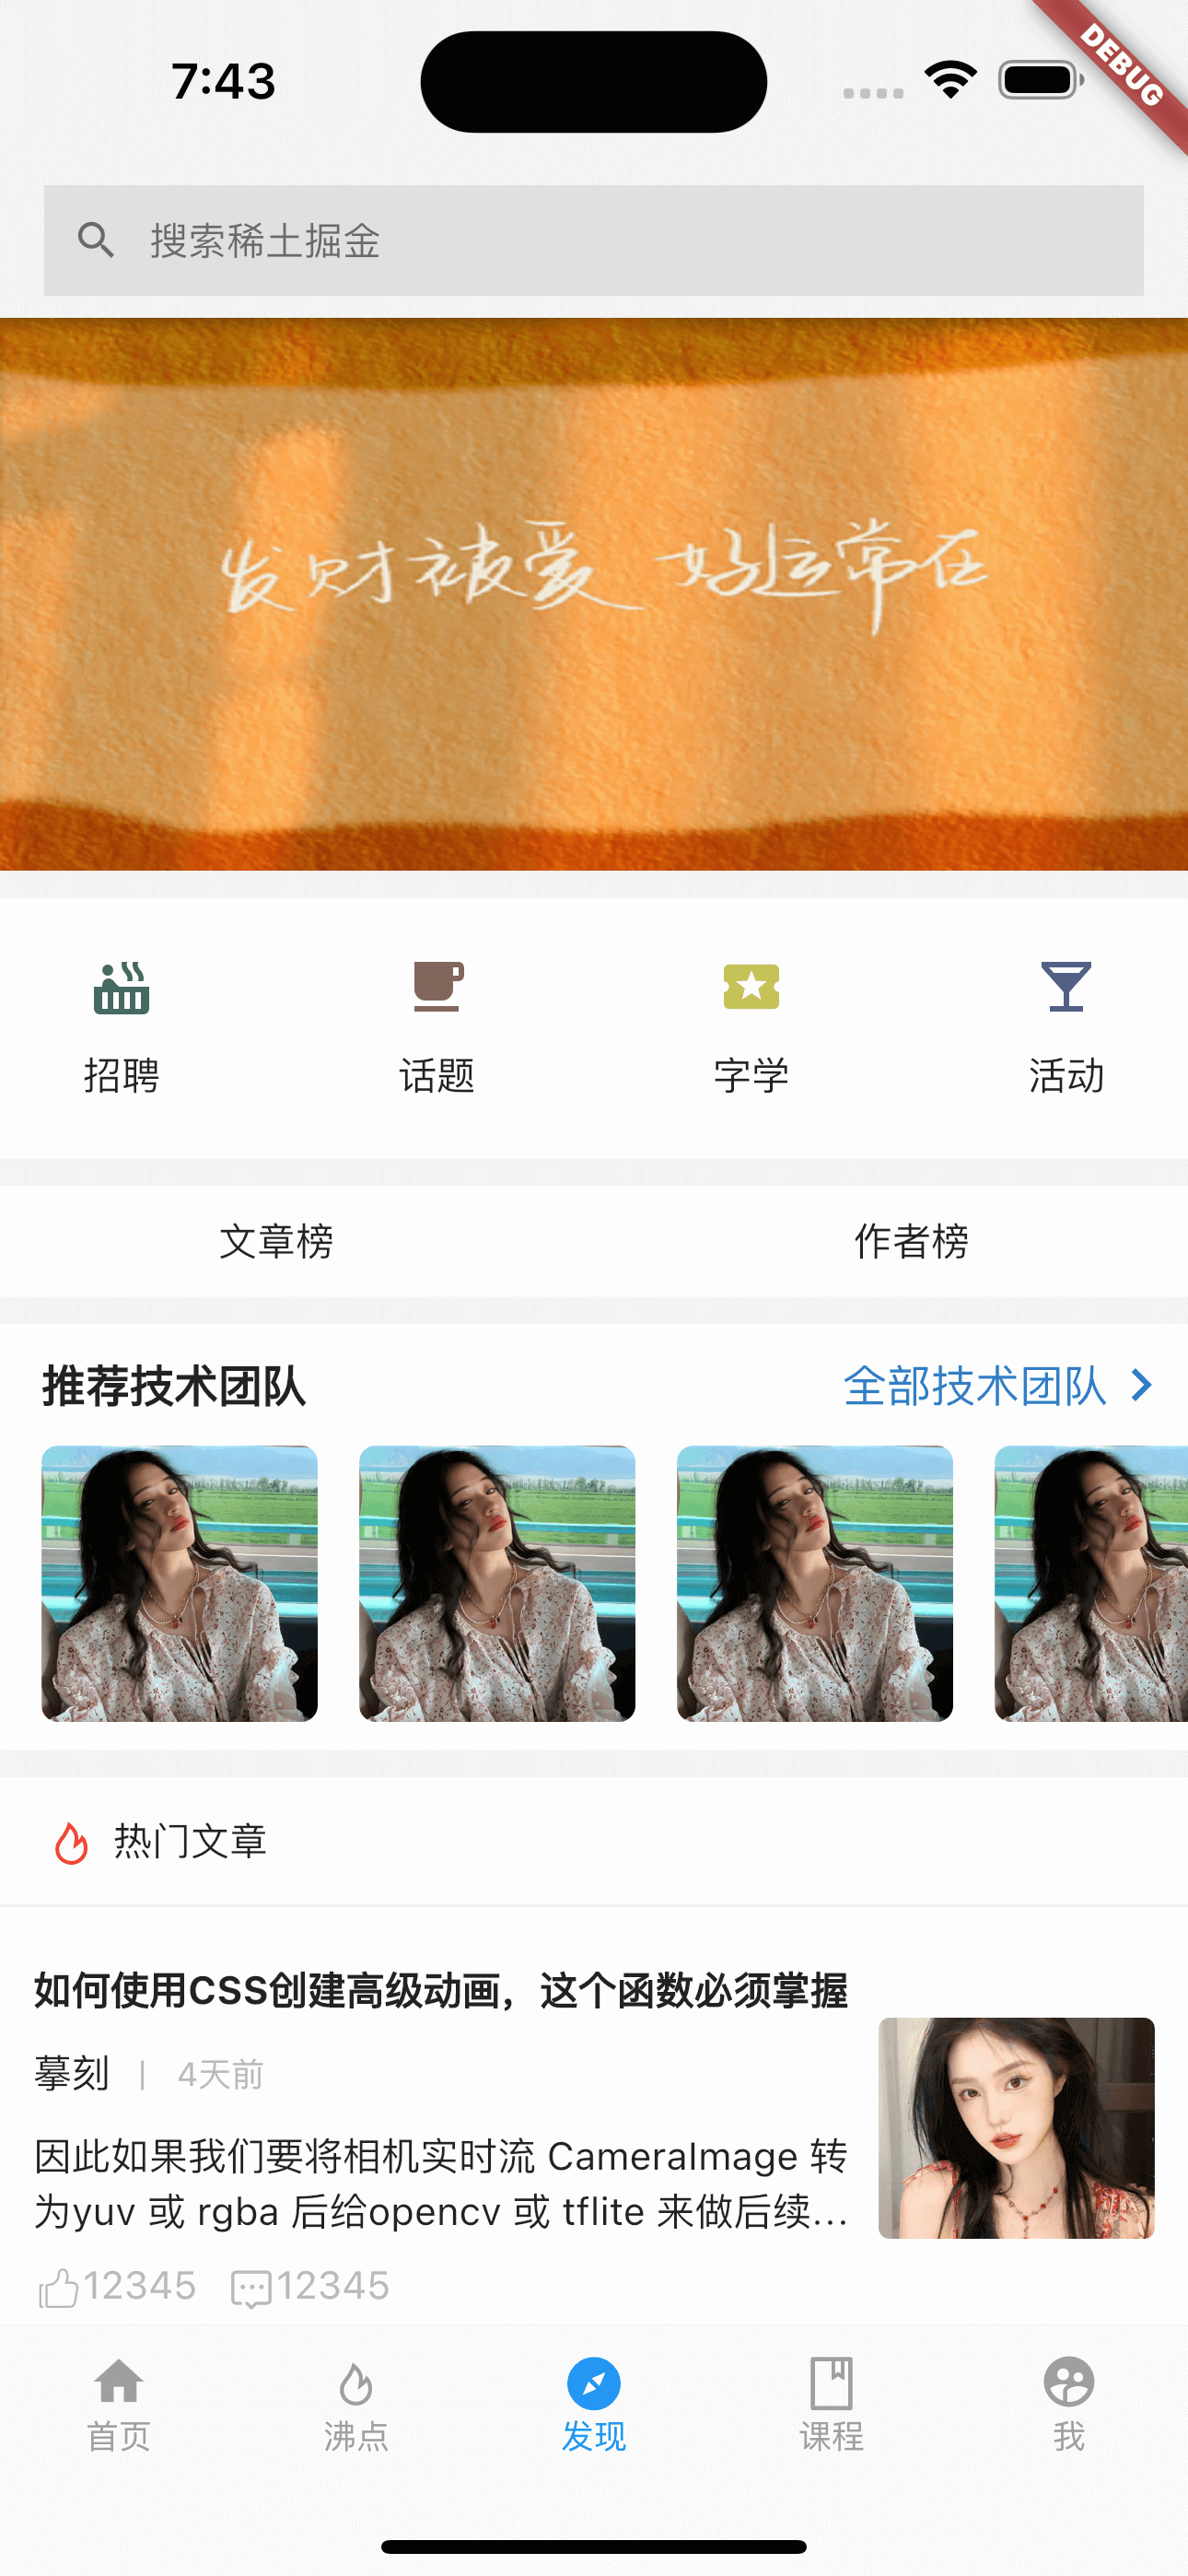 7:43
DEBUG
搜索稀土掘金
发财被爱 好运常在
招聘 话题 字学 活动
文章榜 作者榜
推荐技术团队 全部技术团队
热门文章
如何使用CSS创建高级动画，这个函数必须掌握
摹刻 | 4天前
因此如果我们要将相机实时流 CameraImage 转
为yuv 或 rgba 后给opencv 或 tflite 来做后续...
12345 12345
首页 沸点 发现 课程 我